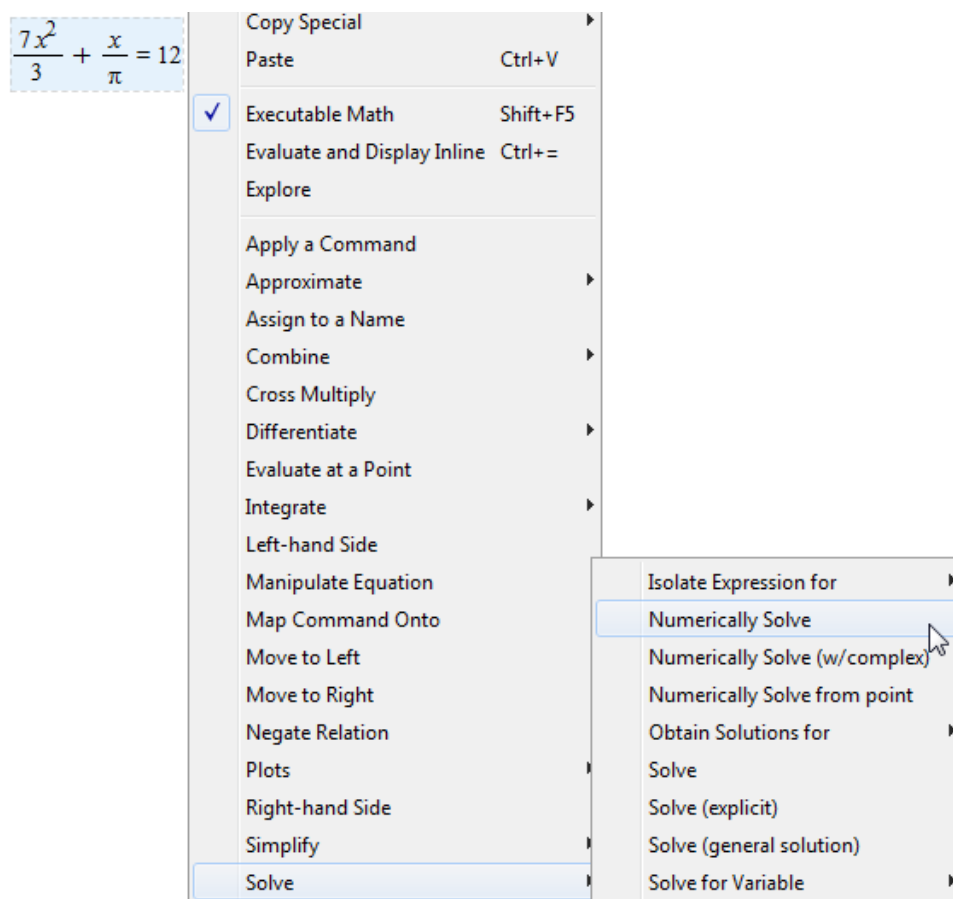 7x²/3 + x/π = 12
Copy Special
Paste Ctrl+V
Executable Math Shift+F5
Evaluate and Display Inline Ctrl+=
Explore
Apply a Command
Approximate
Assign to a Name
Combine
Cross Multiply
Differentiate
Evaluate at a Point
Integrate
Left-hand Side
Manipulate Equation
Map Command Onto
Move to Left
Move to Right
Negate Relation
Plots
Right-hand Side
Simplify
Solve
Isolate Expression for
Numerically Solve
Numerically Solve (w/complex)
Numerically Solve from point
Obtain Solutions for
Solve
Solve (explicit)
Solve (general solution)
Solve for Variable